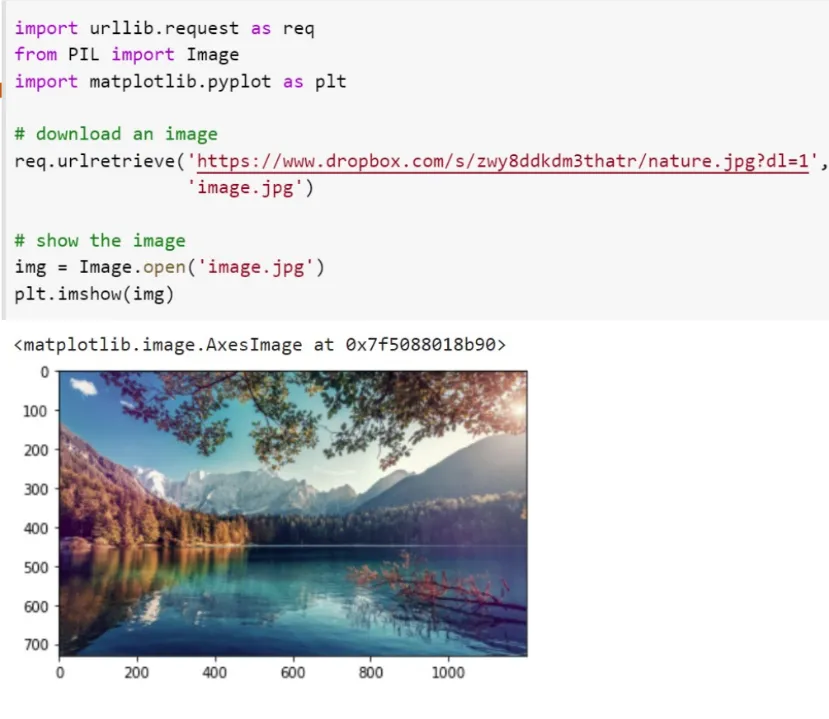 import urllib.request as req
from PIL import Image
import matplotlib.pyplot as plt
# download an image
req.urlretrieve('https://www.dropbox.com/s/zwy8ddkdm3thatr/nature.jpg?dl=1',
'image.jpg')
# show the image
img = Image.open('image.jpg')
plt.imshow(img)
<matplotlib.image.AxesImage at 0x7f5088018b90>
0
100
200
300
400
500
600
700
0 200 400 600 800 1000